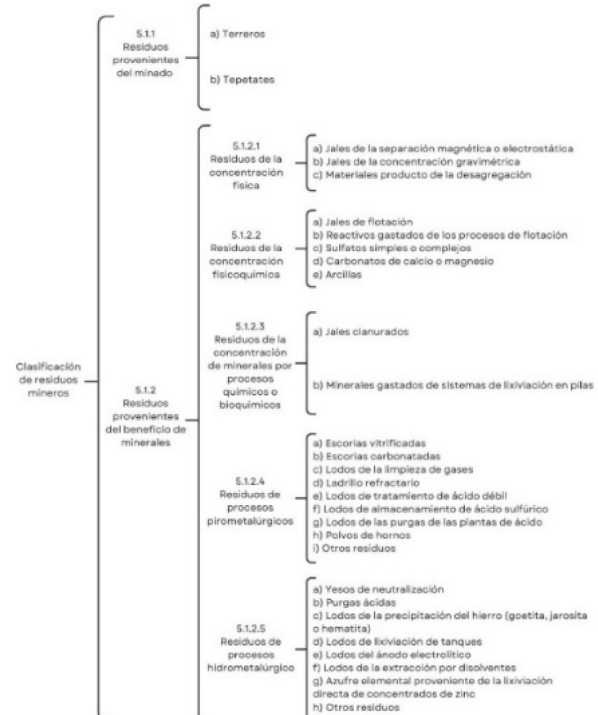 Clasificación
de residuos
mineros
5.1.1
Residuos
provenientes
del minado
a) Terreros
b) Tepetates
5.1.2
Residuos
provenientes
del beneficio de
minerales
5.1.2.1
Residuos de la
concentración
física
a) Jales de la separación magnética o electrostática
b) Jales de la concentración gravimétrica
c) Materiales producto de la desagregación
5.1.2.2
Residuos de la
concentración
fisicoquímica
a) Jales de flotación
b) Reactivos gastados de los procesos de flotación
c) Sulfatos simples o complejos
d) Carbonatos de calcio o magnesio
e) Arcillas
5.1.2.3
Residuos de la
concentración
de minerales por
procesos
químicos o
bioquímicos
a) Jales cianurados
b) Minerales gastados de sistemas de lixiviación en pilas
5.1.2.4
Residuos de
procesos
pirometalúrgicos
a) Escorias vitrificadas
b) Escorias carbonatadas
c) Lodos de la limpieza de gases
d) Ladrillo refractario
e) Lodos de tratamiento de ácido débil
f) Lodos de almacenamiento de ácido sulfúrico
g) Lodos de las purgas de las plantas de ácido
h) Polvos de hornos
i) Otros residuos
5.1.2.5
Residuos de
procesos
hidrometalúrgico
a) Yesos de neutralización
b) Purgas ácidas
c) Lodos de la precipitación del hierro (goetita, jarosita
o hematita)
d) Lodos de lixiviación de tanques
e) Lodos del ánodo electrolítico
f) Lodos de la extracción por disolventes
g) Azufre elemental proveniente de la lixiviación
directa de concentrados de zinc
h) Otros residuos